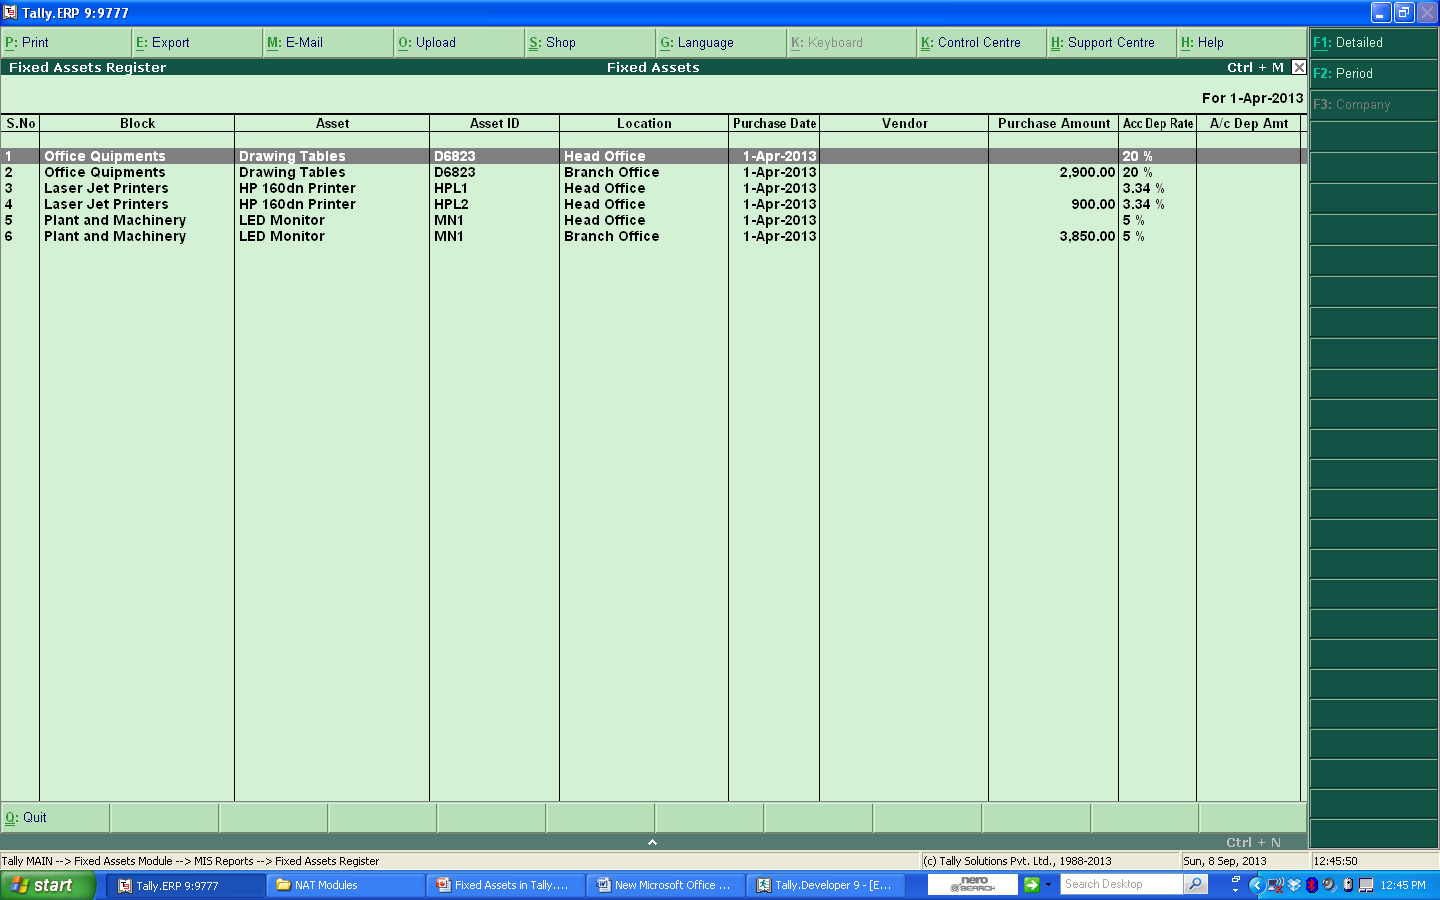 Tally.ERP 9:9777
P: Print E: Export M: E-Mail O: Upload S: Shop G: Language K: Keyboard K: Control Centre H: Support Centre H: Help F1: Detailed
Fixed Assets Register Fixed Assets Ctrl + M
F2: Period
For 1-Apr-2013
F3: Company
S.No Block Asset Asset ID Location Purchase Date Vendor Purchase Amount Acc Dep Rate A/c Dep Amt
1 Office Quipments Drawing Tables D6823 Head Office 1-Apr-2013 20 %
2 Office Quipments Drawing Tables D6823 Branch Office 1-Apr-2013 2,900.00 20 %
3 Laser Jet Printers HP 160dn Printer HPL1 Head Office 1-Apr-2013 3.34 %
4 Laser Jet Printers HP 160dn Printer HPL2 Head Office 1-Apr-2013 900.00 3.34 %
5 Plant and Machinery LED Monitor MN1 Head Office 1-Apr-2013 5 %
6 Plant and Machinery LED Monitor MN1 Branch Office 1-Apr-2013 3,850.00 5 %
Q: Quit
Ctrl + N
Tally MAIN --> Fixed Assets Module --> MIS Reports --> Fixed Assets Register (c) Tally Solutions Pvt. Ltd., 1988-2013 Sun, 8 Sep, 2013 12:45:50
start Tally.ERP 9:9777 NAT Modules Fixed Assets in Tally.... New Microsoft Office ... Tally.Developer 9 - [E... nero SEARCH Search Desktop 12:45 PM